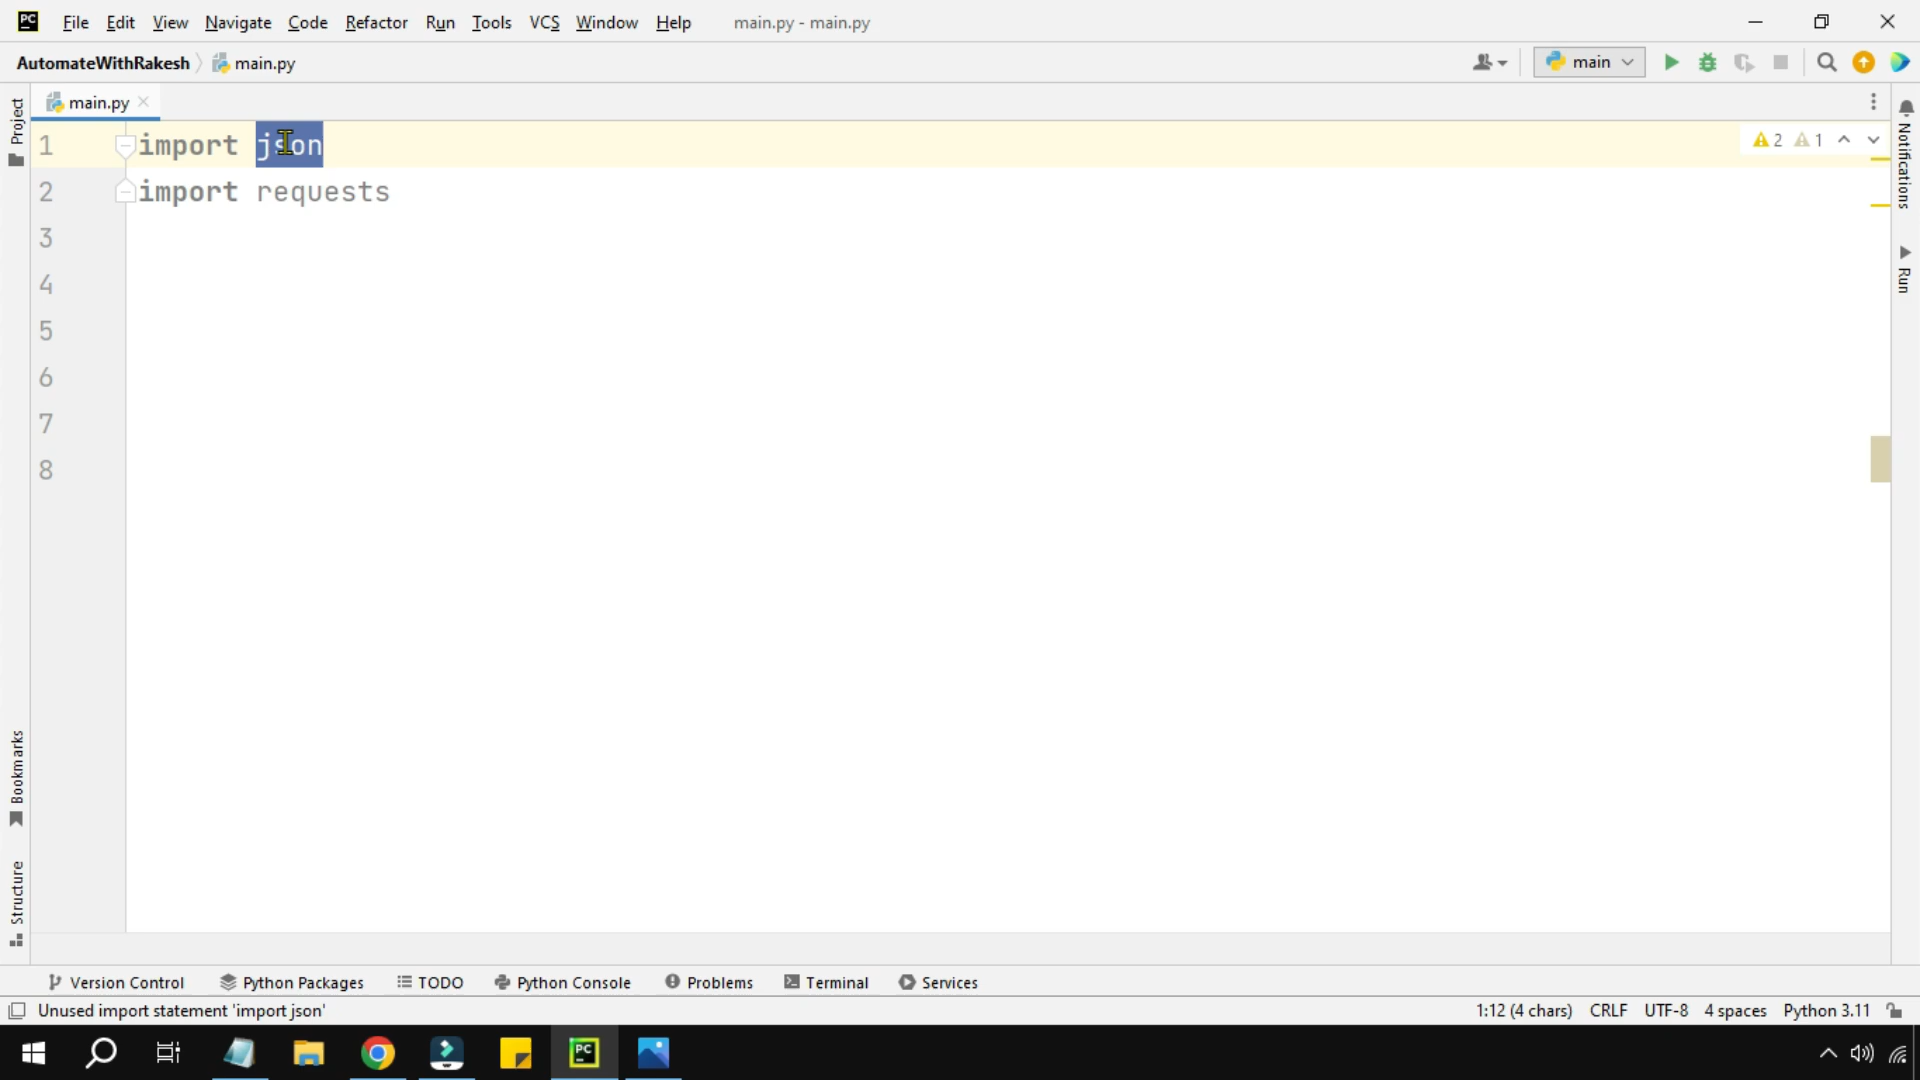 PC File Edit View Navigate Code Refactor Run Tools VCS Window Help main.py - main.py
AutomateWithRakesh main.py main
Project
main.py
1 import json
2 1
2 import requests
3
4
5
6
7
8
Notifications
Run
Bookmarks
Structure
Version Control Python Packages TODO Python Console Problems Terminal Services
Unused import statement 'import json' 1:12 (4 chars) CRLF UTF-8 4 spaces Python 3.11
PC